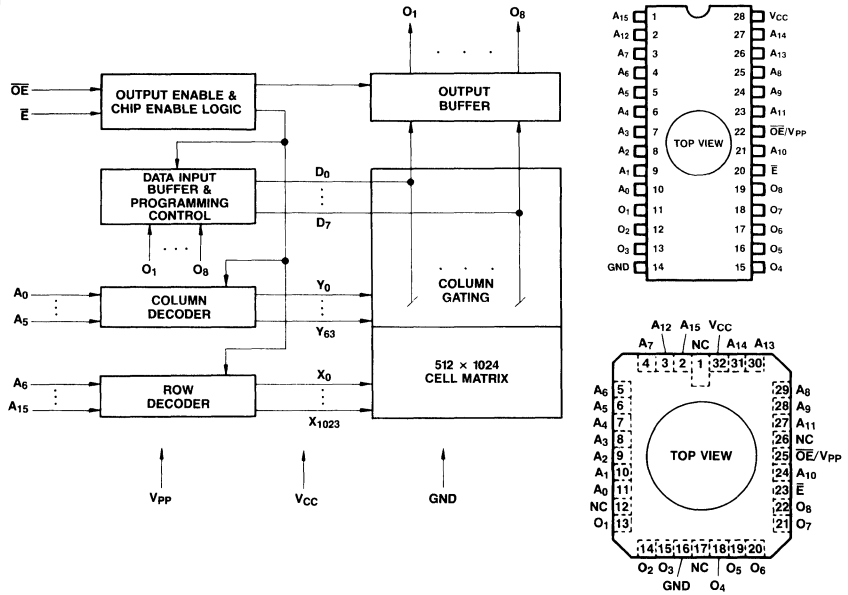 O1 O8
. . .
OE
E
OUTPUT ENABLE &
CHIP ENABLE LOGIC
OUTPUT
BUFFER
DATA INPUT
BUFFER &
PROGRAMMING
CONTROL
D0
D7
O1 . . . O8
A0
A5
COLUMN
DECODER
Y0
Y63
. . . .
COLUMN
GATING
A6
A15
ROW
DECODER
X0
X1023
512 × 1024
CELL MATRIX
VPP VCC GND
A15 1 28 VCC
A12 2 27 A14
A7 3 26 A13
A6 4 25 A8
A5 5 24 A9
A4 6 23 A11
A3 7 22 O̅E̅/VPP
A2 8 21 A10
A1 9 20 E̅
A0 10 19 O8
O1 11 18 O7
O2 12 17 O6
O3 13 16 O5
GND 14 15 O4
TOP VIEW
A7 A12 A15 NC VCC A14 A13
4 3 2 1 32 31 30
A6 5 29 A8
A5 6 28 A9
A4 7 27 A11
A3 8 26 NC
A2 9 25 O̅E̅/VPP
A1 10 24 A10
A0 11 23 E̅
NC 12 22 O8
O1 13 21 O7
TOP VIEW
14 15 16 17 18 19 20
O2 O3 GND NC O4 O5 O6